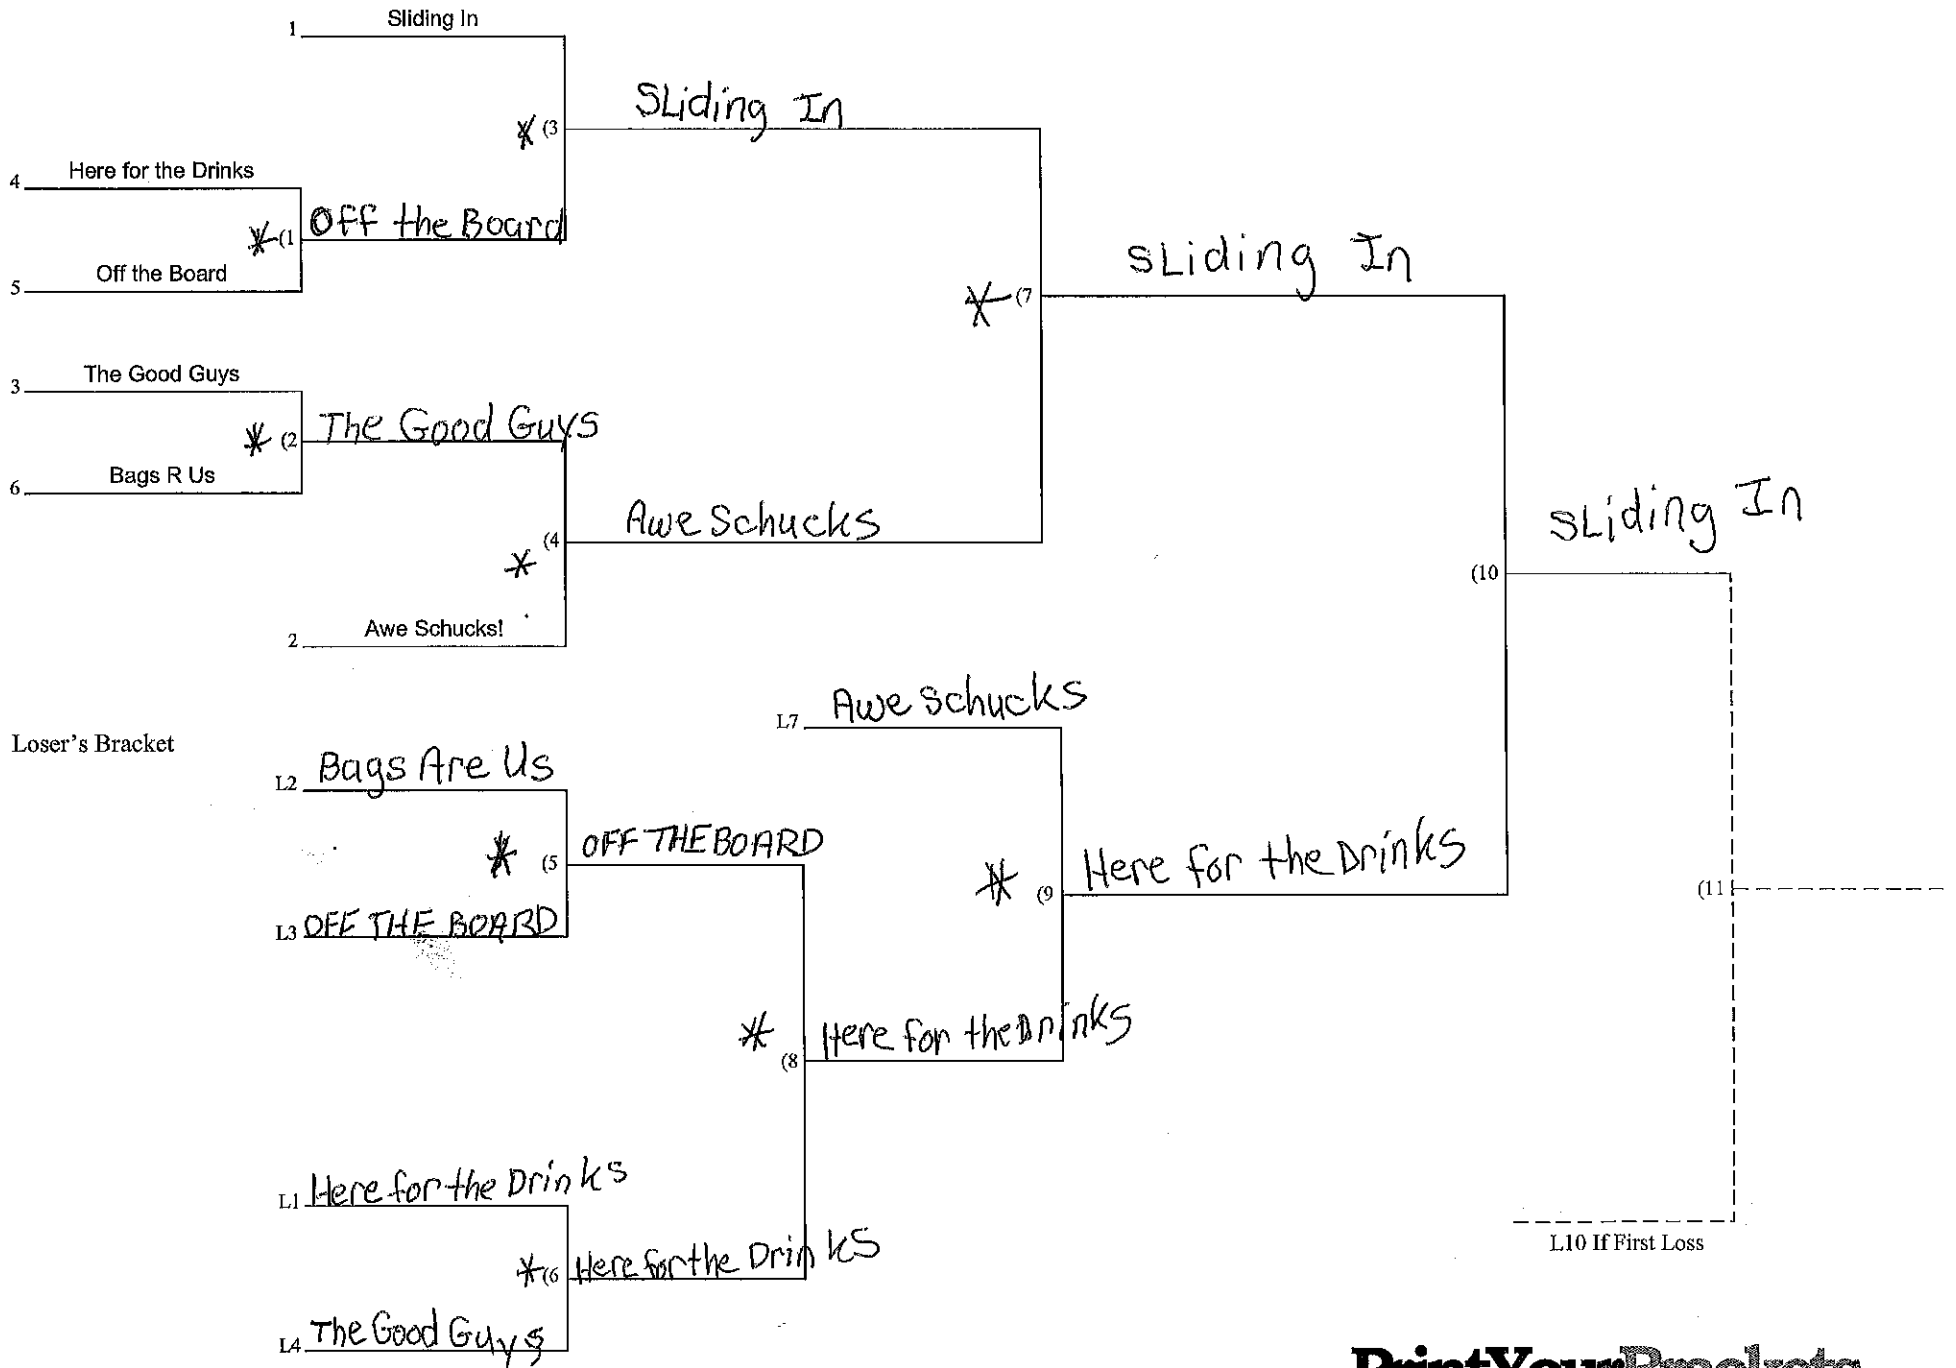 Sliding In
1
(3
SLiding In
Here for the Drinks
4
(1
Off the Board
Off the Board
5
(7
SLiding In
The Good Guys
3
(2
The Good Guys
Bags R Us
6
(4
Awe Schucks
Awe Schucks!
2
(10
SLiding In
Loser's Bracket
L7
Awe Schucks
L2
Bags Are Us
(5
OFF THE BOARD
L3
OFF THE BOARD
(9
Here for the Drinks
(11
(8
Here for the Drinks
L1
Here for the Drinks
(6
Here for the Drinks
L4
The Good Guys
L10 If First Loss
PrintYourBrackets